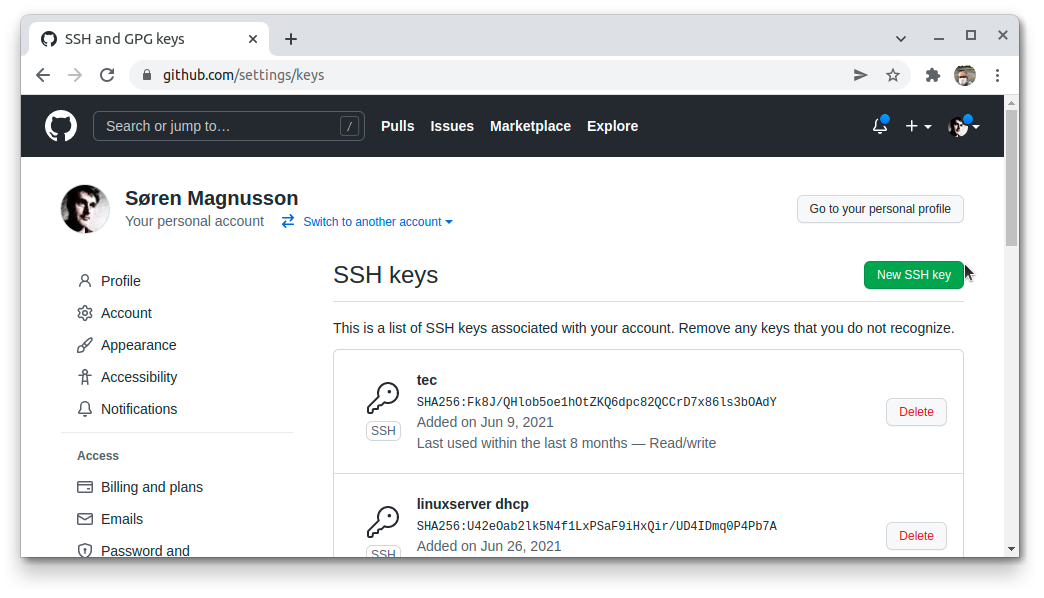 SSH and GPG keys
github.com/settings/keys
Search or jump to… /
Pulls Issues Marketplace Explore
Søren Magnusson
Your personal account Switch to another account
Go to your personal profile
Profile
Account
Appearance
Accessibility
Notifications
Access
Billing and plans
Emails
Password and
SSH keys
New SSH key
This is a list of SSH keys associated with your account. Remove any keys that you do not recognize.
tec
SHA256:Fk8J/QHlob5oe1hOtZKQ6dpc82QCCrD7x86ls3bOAdY
Added on Jun 9, 2021
Last used within the last 8 months — Read/write
SSH
Delete
linuxserver dhcp
SHA256:U42eOab2lk5N4f1LxPSaF9iHxQir/UD4IDmq0P4Pb7A
Added on Jun 26, 2021
SSH
Delete